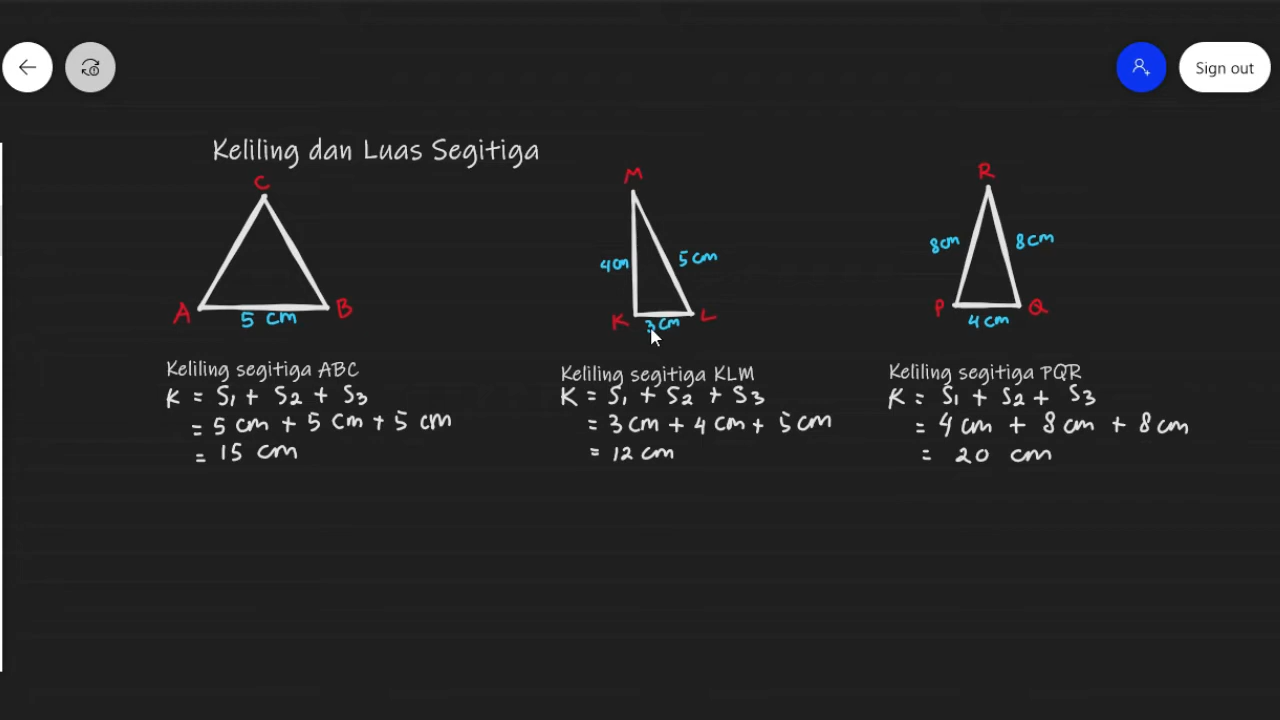 Sign out
Keliling dan Luas Segitiga
C
A
B
5 cm
M
4cm
5 cm
K
L
3 cm
R
8cm
8cm
P
Q
4 cm
Keliling segitiga ABC
K = S1 + S2 + S3
= 5 cm + 5 cm + 5 cm
= 15 cm
Keliling segitiga KLM
K = S1 + S2 + S3
= 3 cm + 4 cm + 5 cm
= 12 cm
Keliling segitiga PQR
K = S1 + S2 + S3
= 4 cm + 8 cm + 8 cm
= 20 cm